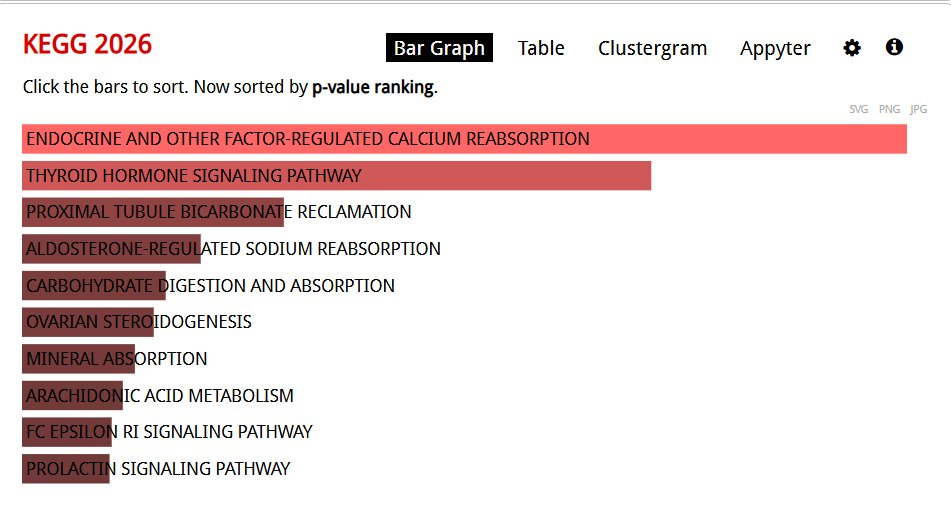 KEGG 2026
Bar Graph Table Clustergram Appyter
Click the bars to sort. Now sorted by p-value ranking.
SVG PNG JPG
ENDOCRINE AND OTHER FACTOR-REGULATED CALCIUM REABSORPTION
THYROID HORMONE SIGNALING PATHWAY
PROXIMAL TUBULE BICARBONATE RECLAMATION
ALDOSTERONE-REGULATED SODIUM REABSORPTION
CARBOHYDRATE DIGESTION AND ABSORPTION
OVARIAN STEROIDOGENESIS
MINERAL ABSORPTION
ARACHIDONIC ACID METABOLISM
FC EPSILON RI SIGNALING PATHWAY
PROLACTIN SIGNALING PATHWAY